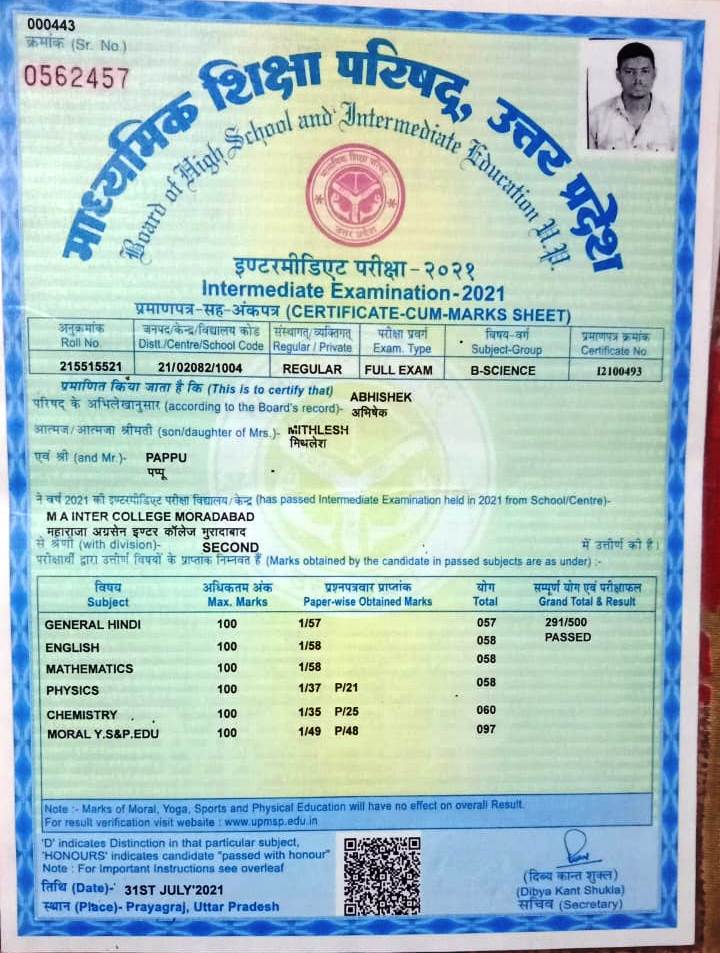 000443
क्रमांक (Sr. No.)
0562457
माध्यमिक शिक्षा परिषद्, उत्तर प्रदेश
Board of High School and Intermediate Education U.P.
माध्यमिक शिक्षा परिषद
उत्तर प्रदेश
इण्टरमीडिएट परीक्षा - २०२१
Intermediate Examination-2021
प्रमाणपत्र-सह-अंकपत्र (CERTIFICATE-CUM-MARKS SHEET)
अनुक्रमांक जनपद/केन्द्र/विद्यालय कोड संस्थागत/व्यक्तिगत परीक्षा प्रवर्ग विषय-वर्ग प्रमाणपत्र क्रमांक
Roll No. Distt./Centre/School Code Regular / Private Exam. Type Subject-Group Certificate No.
215515521 21/02082/1004 REGULAR FULL EXAM B-SCIENCE I2100493
प्रमाणित किया जाता है कि (This is to certify that) ABHISHEK
परिषद के अभिलेखानुसार (according to the Board's record)- अभिषेक
आत्मज/आत्मजा श्रीमती (son/daughter of Mrs.)- MITHLESH
मिथलेश
एवं श्री (and Mr.)- PAPPU
पप्पू
ने वर्ष 2021 की इण्टरमीडिएट परीक्षा विद्यालय/केन्द्र (has passed Intermediate Examination held in 2021 from School/Centre)-
M A INTER COLLEGE MORADABAD
महाराजा अग्रसेन इण्टर कॉलेज मुरादाबाद
से श्रेणी (with division)- SECOND में उत्तीर्ण की है।
परीक्षार्थी द्वारा उत्तीर्ण विषयों के प्राप्तांक निम्नवत हैं (Marks obtained by the candidate in passed subjects are as under) :-
विषय अधिकतम अंक प्रश्नपत्रवार प्राप्तांक योग सम्पूर्ण योग एवं परीक्षाफल
Subject Max. Marks Paper-wise Obtained Marks Total Grand Total & Result
GENERAL HINDI 100 1/57 057 291/500
ENGLISH 100 1/58 058 PASSED
MATHEMATICS 100 1/58 058
PHYSICS 100 1/37 P/21 058
CHEMISTRY 100 1/35 P/25 060
MORAL Y.S&P.EDU 100 1/49 P/48 097
Note :- Marks of Moral, Yoga, Sports and Physical Education will have no effect on overall Result.
For result verification visit website : www.upmsp.edu.in
'D' indicates Distinction in that particular subject,
'HONOURS' indicates candidate "passed with honour"
Note : For Important Instructions see overleaf
तिथि (Date)- 31ST JULY'2021
स्थान (Place)- Prayagraj, Uttar Pradesh
(दिव्य कान्त शुक्ल)
(Dibya Kant Shukla)
सचिव (Secretary)